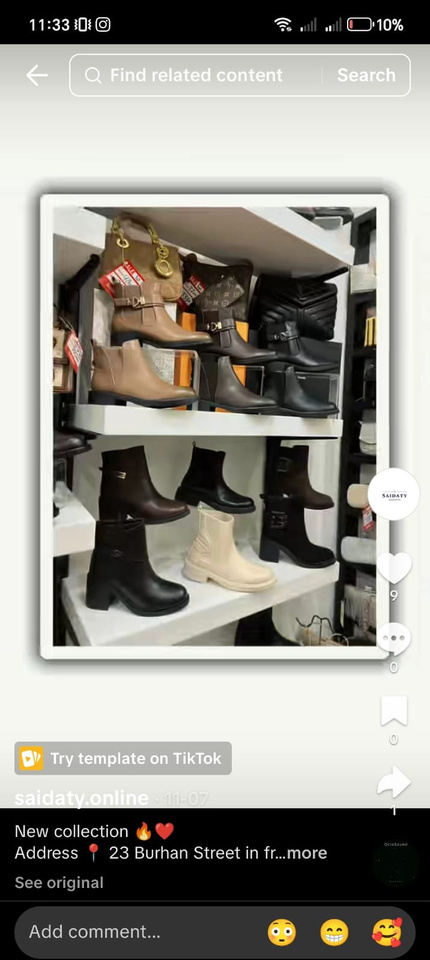 11:33
10%
Find related content
Search
SAIDATY
9
0
0
1
Try template on TikTok
saidaty.online · 11-07
New collection 🔥❤️
Address 📍 23 Burhan Street in fr...more
See original
Add comment...